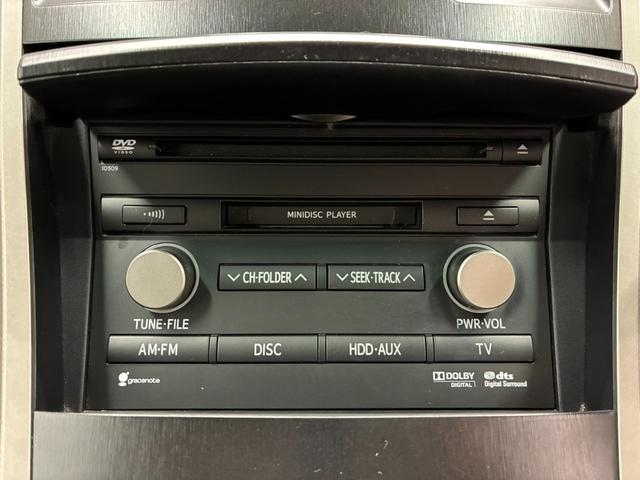 DVD
VIDEO
10509
MINIDISC PLAYER
CH·FOLDER
SEEK·TRACK
TUNE·FILE
PWR·VOL
AM·FM
DISC
HDD·AUX
TV
gracenote
DOLBY
DIGITAL
dts
Digital Surround